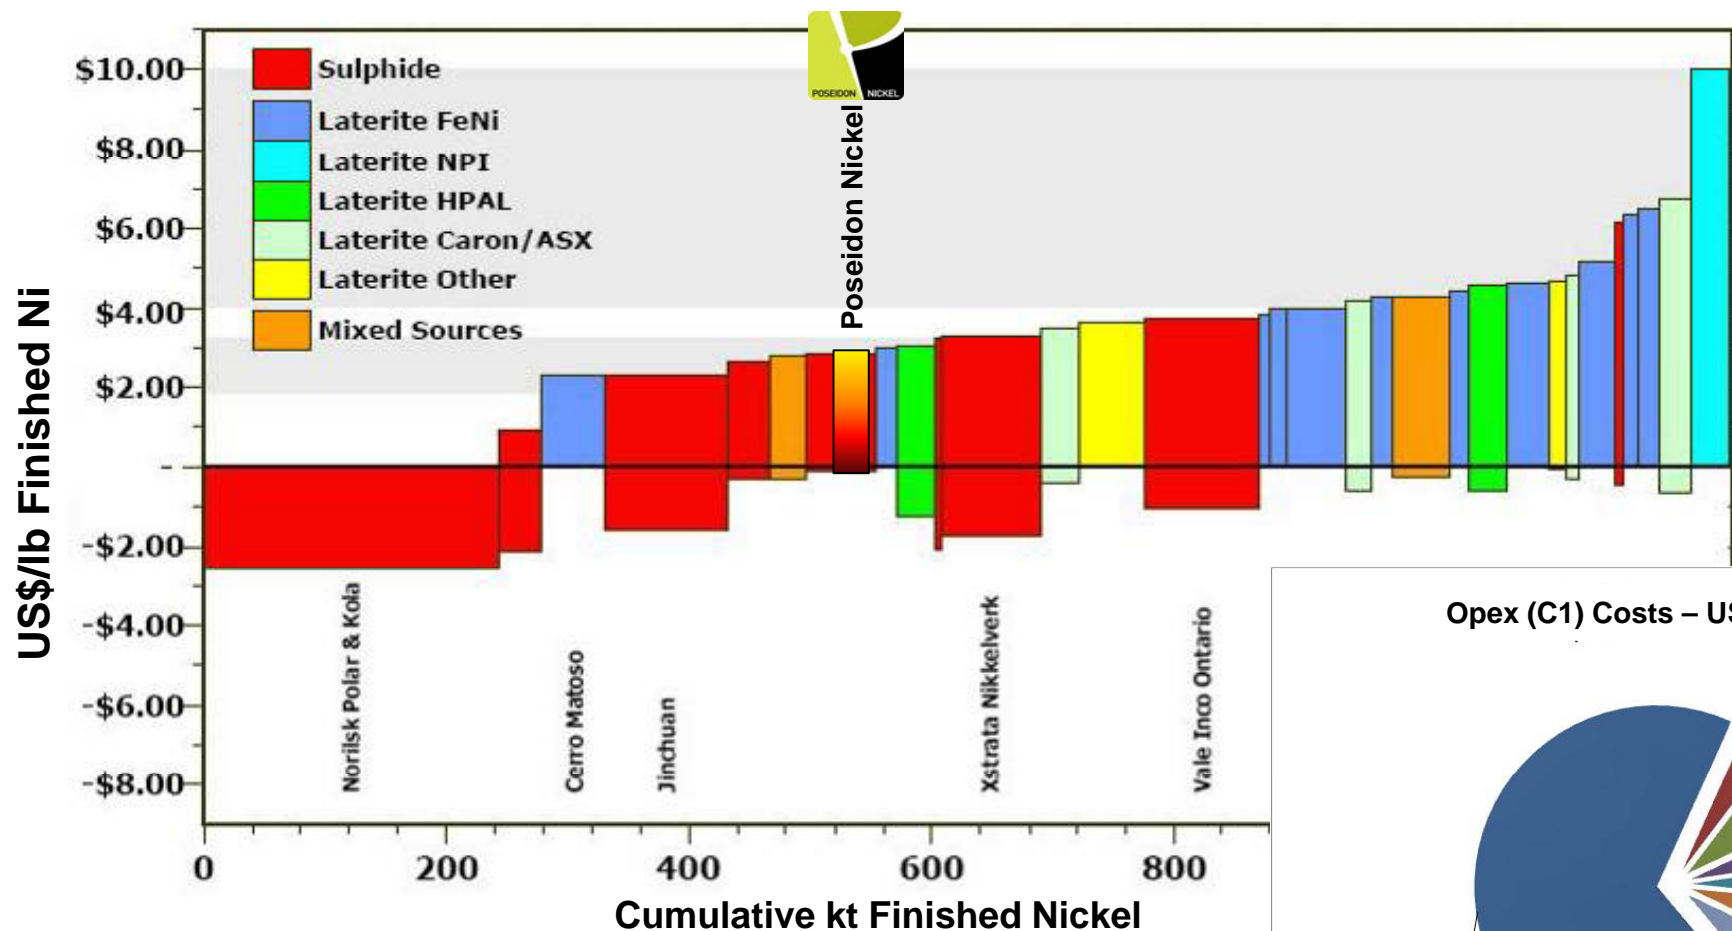 POSEIDON NICKEL
Poseidon Nickel
Sulphide
Laterite FeNi
Laterite NPI
Laterite HPAL
Laterite Caron/ASX
Laterite Other
Mixed Sources
US$/lb Finished Ni
$10.00
$8.00
$6.00
$4.00
$2.00
-
-$2.00
-$4.00
-$6.00
-$8.00
Norilsk Polar & Kola
Cerro Matoso
Jinchuan
Xstrata Nikkelverk
Vale Inco Ontario
0 200 400 600 800
Cumulative kt Finished Nickel
Opex (C1) Costs –